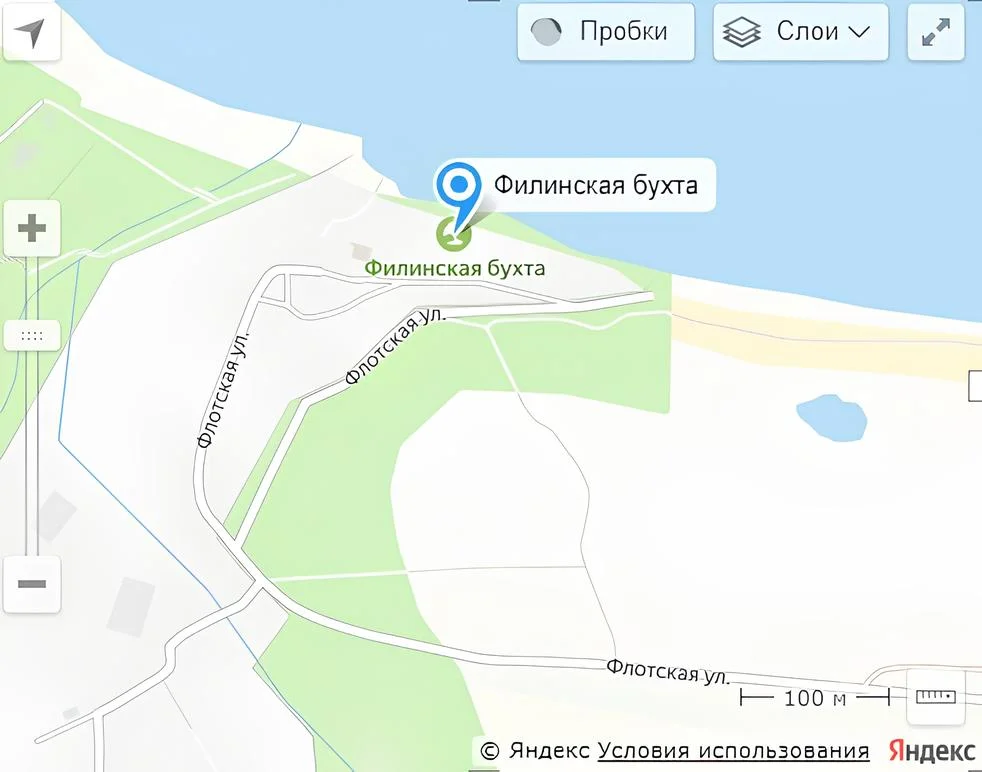 Пробки
Слои
Филинская бухта
Филинская бухта
Флотская ул.
Флотская ул.
Флотская ул.
100 м
© Яндекс Условия использования Яндекс